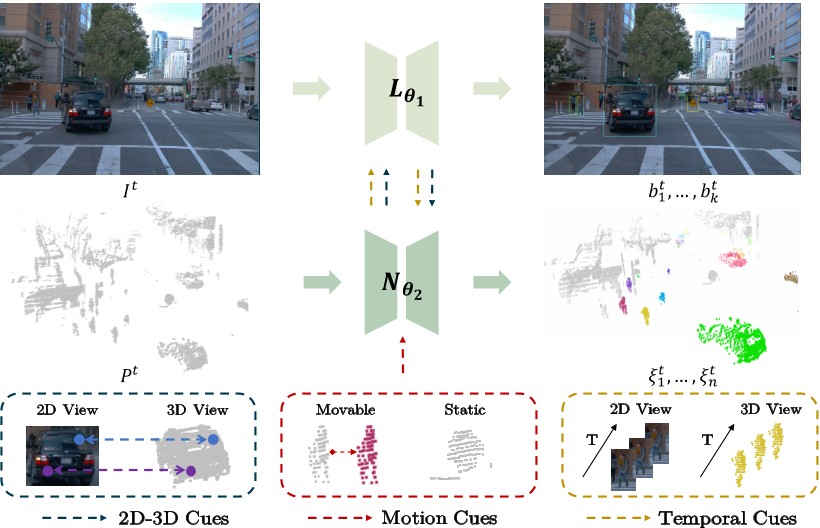 L_θ₁
I^t
b_1^t, ..., b_k^t
N_θ₂
P^t
ξ_1^t, ..., ξ_n^t
2D View 3D View
Movable Static
2D View 3D View
T T
2D-3D Cues Motion Cues Temporal Cues